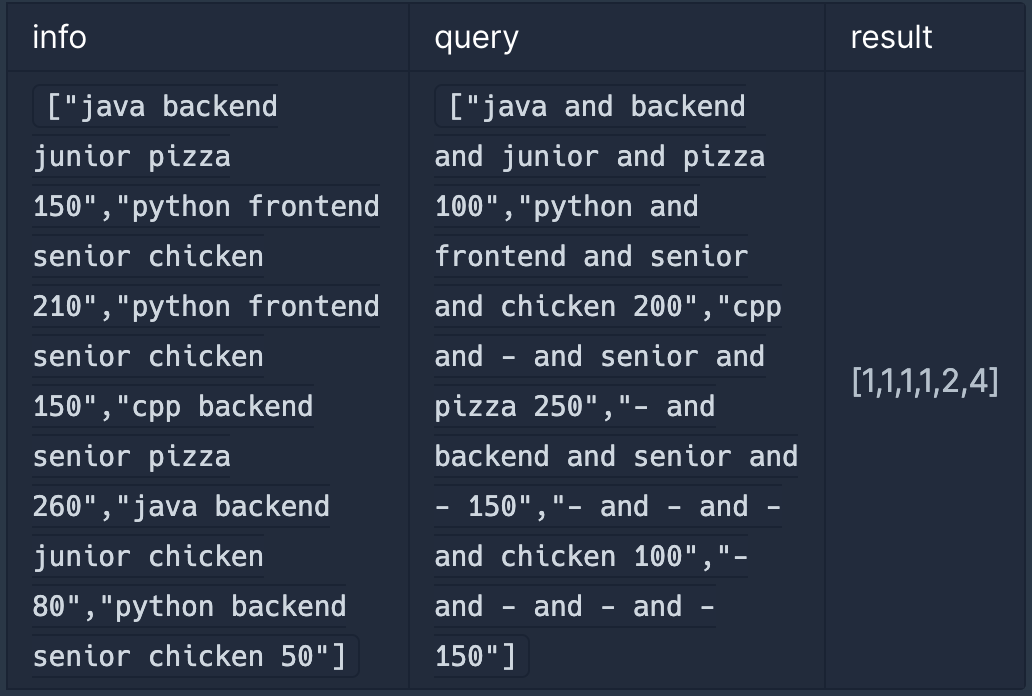 info query result
["java backend
junior pizza
150","python frontend
senior chicken
210","python frontend
senior chicken
150","cpp backend
senior pizza
260","java backend
junior chicken
80","python backend
senior chicken 50"]
["java and backend
and junior and pizza
100","python and
frontend and senior
and chicken 200","cpp
and - and senior and
pizza 250","- and
backend and senior and
- 150","- and - and -
and chicken 100","-
and - and - and -
150"]
[1,1,1,1,2,4]